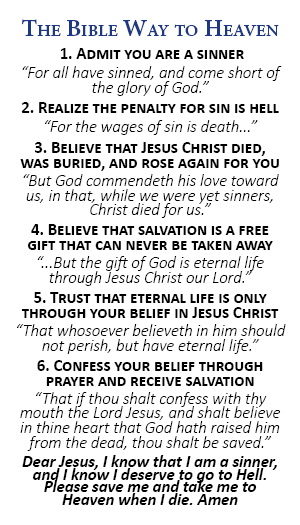 The Bible Way to Heaven
1. Admit you are a sinner
“For all have sinned, and come short of
the glory of God.”
2. Realize the penalty for sin is hell
“For the wages of sin is death...”
3. Believe that Jesus Christ died,
was buried, and rose again for you
“But God commendeth his love toward
us, in that, while we were yet sinners,
Christ died for us.”
4. Believe that salvation is a free
gift that can never be taken away
“...But the gift of God is eternal life
through Jesus Christ our Lord.”
5. Trust that eternal life is only
through your belief in Jesus Christ
“That whosoever believeth in him should
not perish, but have eternal life.”
6. Confess your belief through
prayer and receive salvation
“That if thou shalt confess with thy
mouth the Lord Jesus, and shalt believe
in thine heart that God hath raised him
from the dead, thou shalt be saved.”
Dear Jesus, I know that I am a sinner,
and I know I deserve to go to Hell.
Please save me and take me to
Heaven when I die. Amen